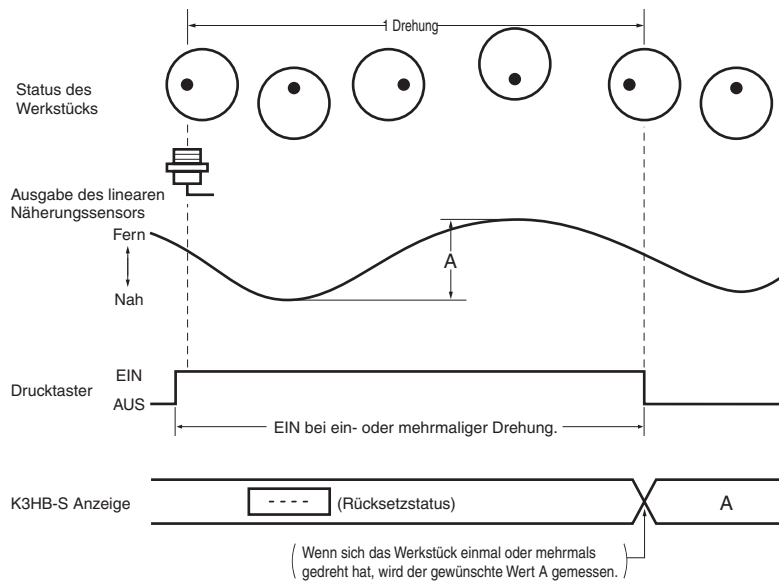 1 Drehung
Status des
Werkstücks
Ausgabe des linearen
Näherungssensors
Fern
Nah
A
Drucktaster
EIN
AUS
EIN bei ein- oder mehrmaliger Drehung.
K3HB-S Anzeige
- - - -
(Rücksetzstatus)
A
(Wenn sich das Werkstück einmal oder mehrmals
gedreht hat, wird der gewünschte Wert A gemessen.)